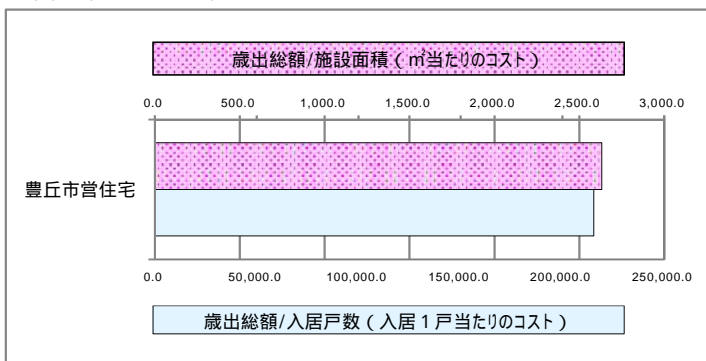 歳出総額/施設面積(㎡当たりのコスト)
0.0 500.0 1,000.0 1,500.0 2,000.0 2,500.0 3,000.0
豊丘市営住宅
0.0 50,000.0 100,000.0 150,000.0 200,000.0 250,000.0
歳出総額/入居戸数(入居1戸当たりのコスト)